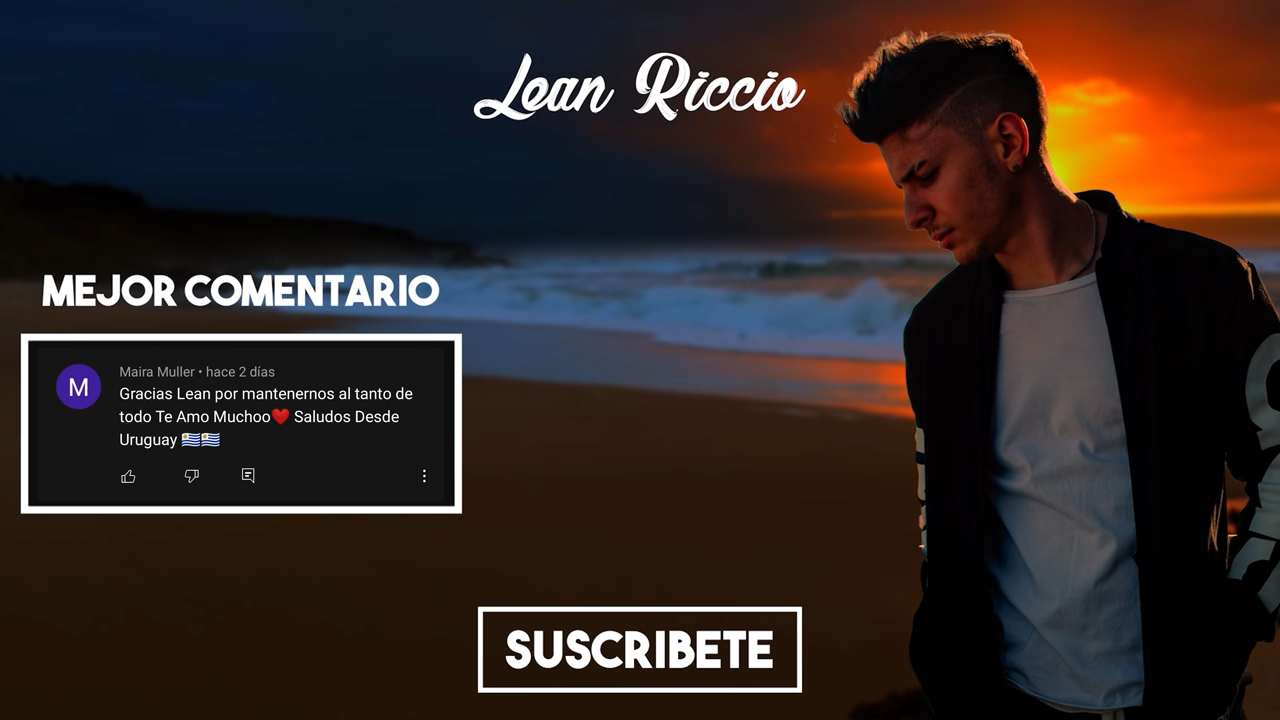 Lean Riccio
MEJOR COMENTARIO
M
Maira Muller • hace 2 días
Gracias Lean por mantenernos al tanto de
todo Te Amo Muchoo❤️ Saludos Desde
Uruguay 🇺🇾🇺🇾
SUSCRIBETE